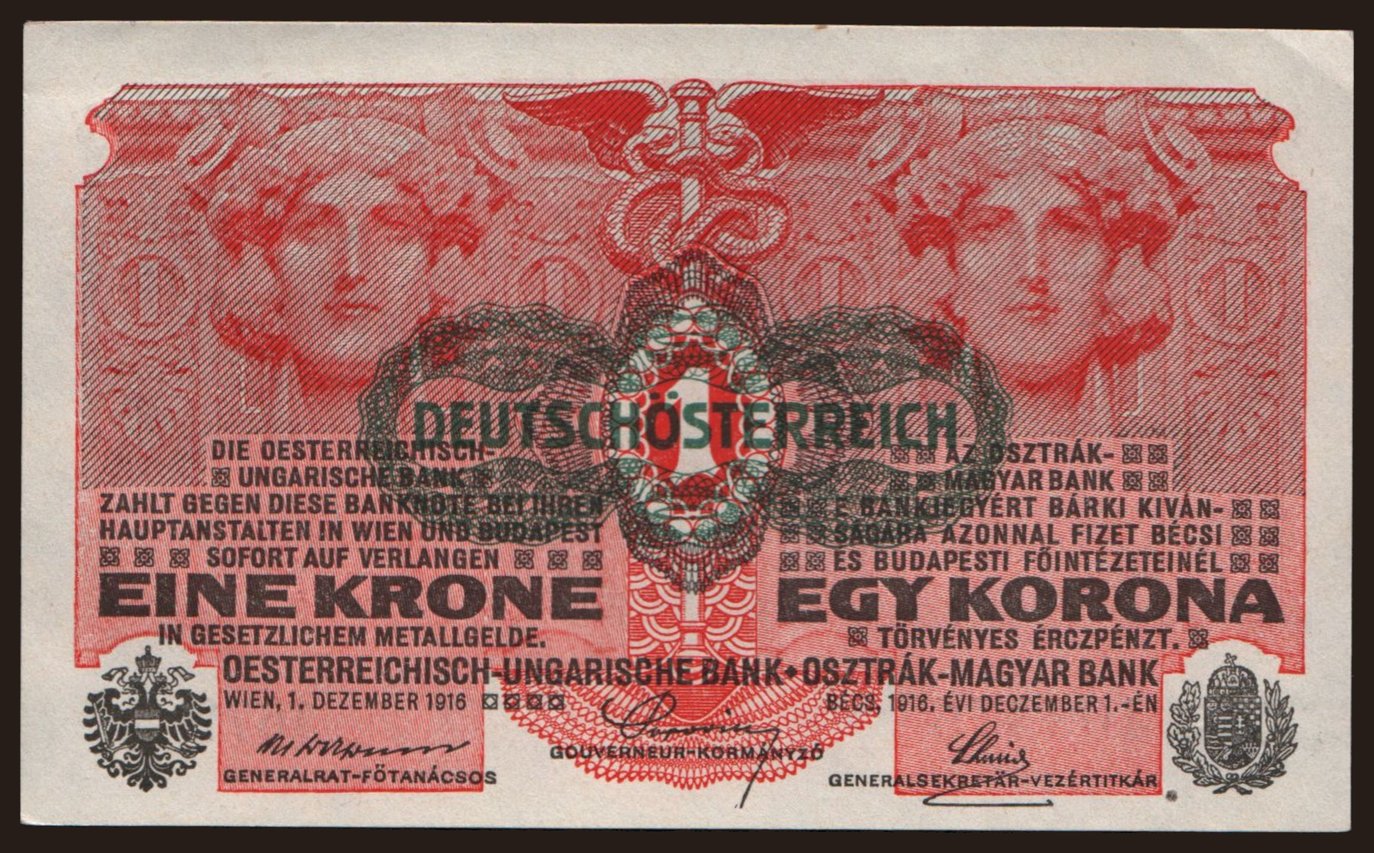 1
DEUTSCHÖSTERREICH
DIE OESTERREICHISCH-
UNGARISCHE BANK
ZAHLT GEGEN DIESE BANKNOTE BEI IHREN
HAUPTANSTALTEN IN WIEN UND BUDAPEST
SOFORT AUF VERLANGEN
EINE KRONE
IN GESETZLICHEM METALLGELDE.
AZ OSZTRÁK-
MAGYAR BANK
E BANKJEGYÉRT BÁRKI KIVÁN-
SÁGÁRA AZONNAL FIZET BÉCSI
ÉS BUDAPESTI FŐINTÉZETEINÉL
EGY KORONA
TÖRVÉNYES ÉRCZPÉNZT.
OESTERREICHISCH-UNGARISCHE BANK • OSZTRÁK-MAGYAR BANK
WIEN, 1. DEZEMBER 1916
BÉCS, 1916. ÉVI DECZEMBER 1.-ÉN
GENERALRAT-FŐTANÁCSOS
GOUVERNEUR-KORMÁNYZÓ
GENERALSEKRETÄR-VEZÉRTITKÁR